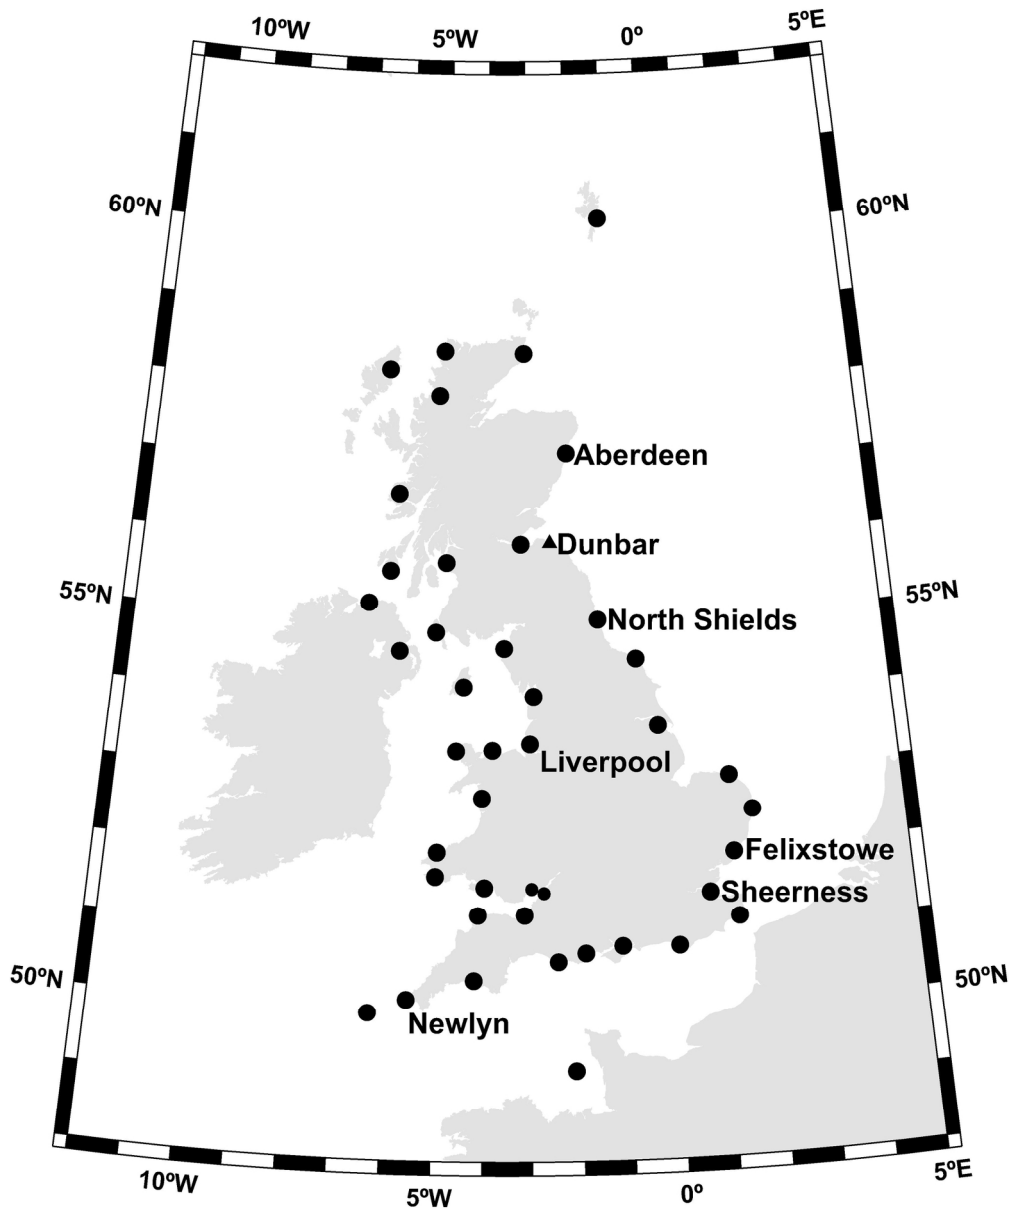 10ºW
5ºW
0º
5ºE
60ºN
60ºN
Aberdeen
Dunbar
55ºN
55ºN
North Shields
Liverpool
Felixstowe
Sheerness
50ºN
50ºN
Newlyn
10ºW
5ºW
0º
5ºE